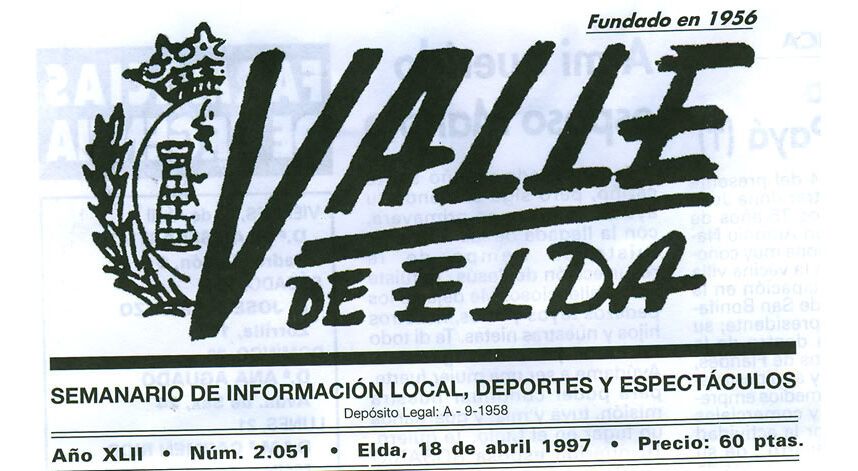 Fundado en 1956
VALLE
DE ELDA
SEMANARIO DE INFORMACIÓN LOCAL, DEPORTES Y ESPECTÁCULOS
Depósito Legal: A - 9-1958
Año XLII • Núm. 2.051 • Elda, 18 de abril 1997 • Precio: 60 ptas.